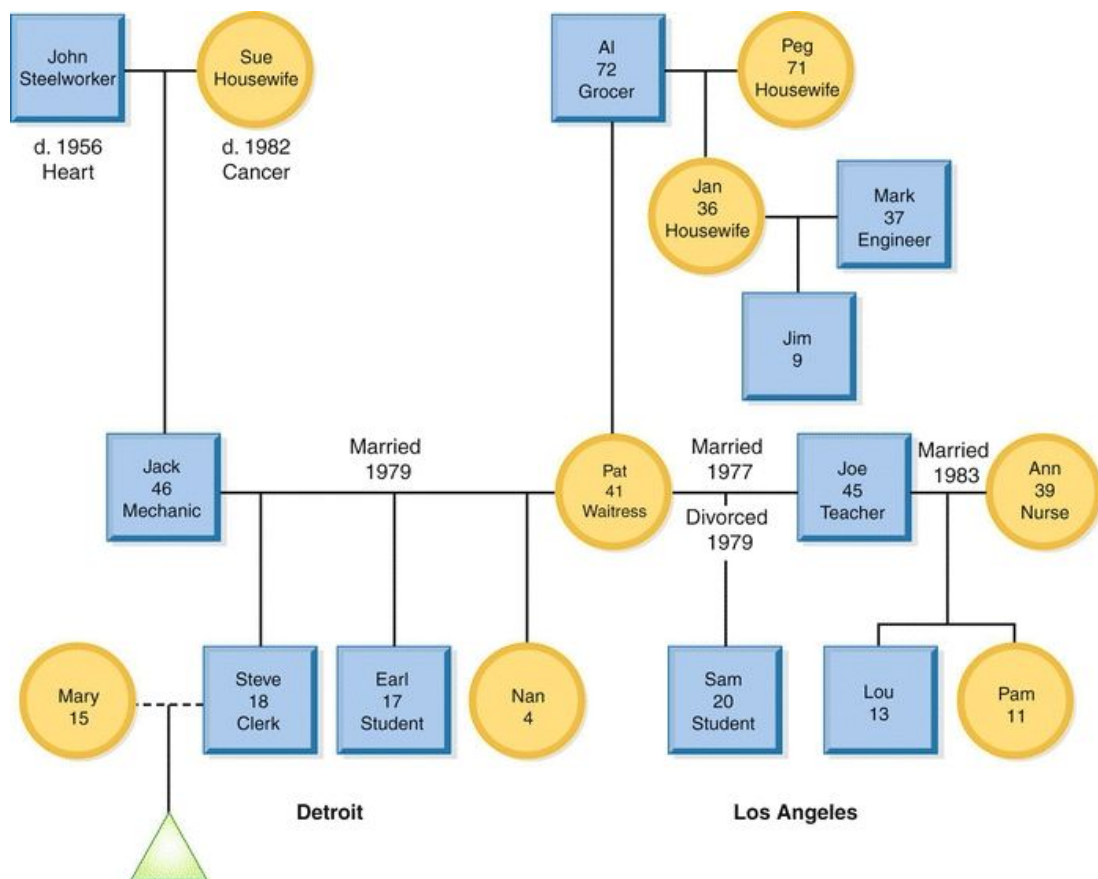 John
Steelworker
Sue
Housewife
d. 1956
Heart
d. 1982
Cancer
Al
72
Grocer
Peg
71
Housewife
Jan
36
Housewife
Mark
37
Engineer
Jim
9
Jack
46
Mechanic
Married
1979
Pat
41
Waitress
Married
1977
Divorced
1979
Joe
45
Teacher
Married
1983
Ann
39
Nurse
Mary
15
Steve
18
Clerk
Earl
17
Student
Nan
4
Sam
20
Student
Lou
13
Pam
11
Detroit
Los Angeles